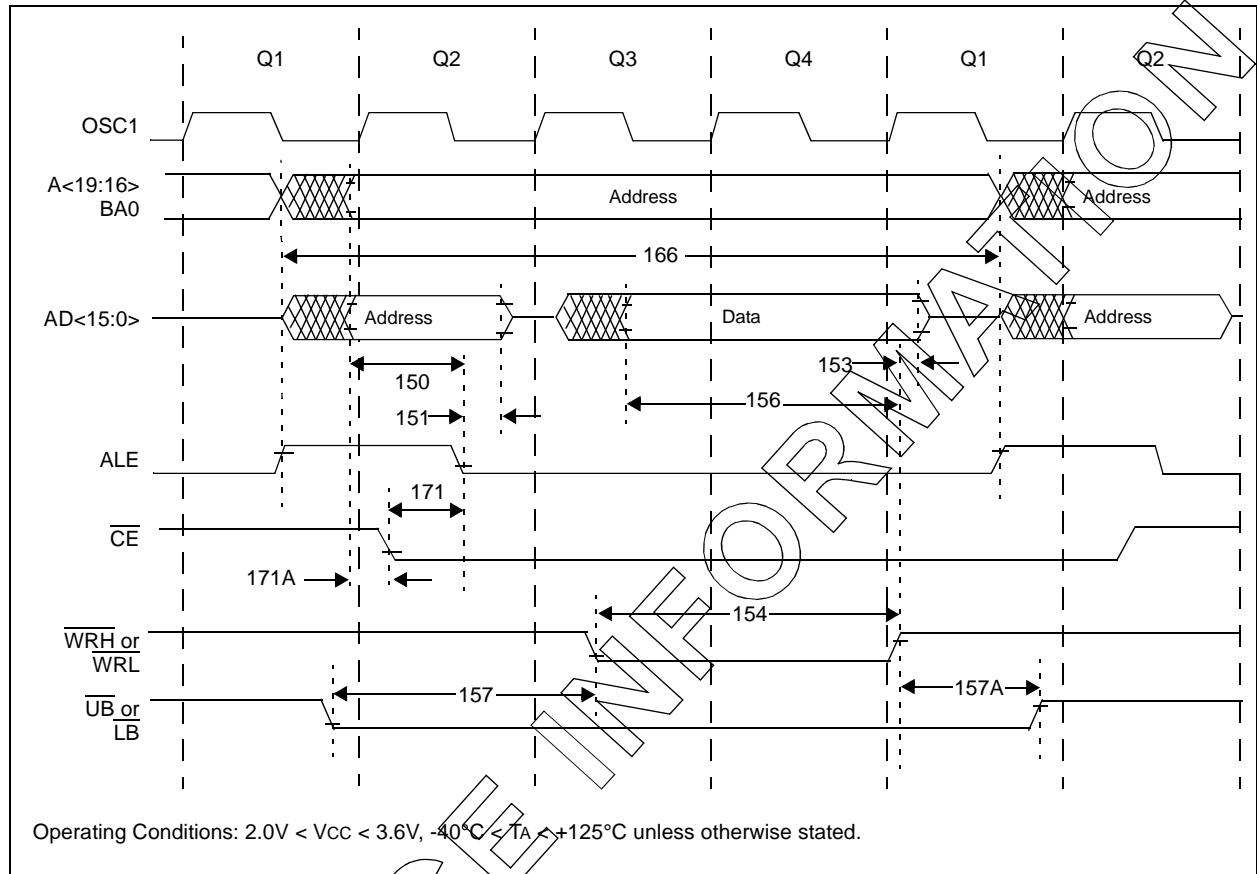 Q1 Q2 Q3 Q4 Q1 Q2
OSC1
A<19:16>
BA0
Address Address
166
AD<15:0>
Address Data Address
150
153
151
156
ALE
171
CE
171A
154
WRH or
WRL
157
157A
UB or
LB
Operating Conditions: 2.0V < VCC < 3.6V, -40°C < TA < +125°C unless otherwise stated.
CE INFORMATION